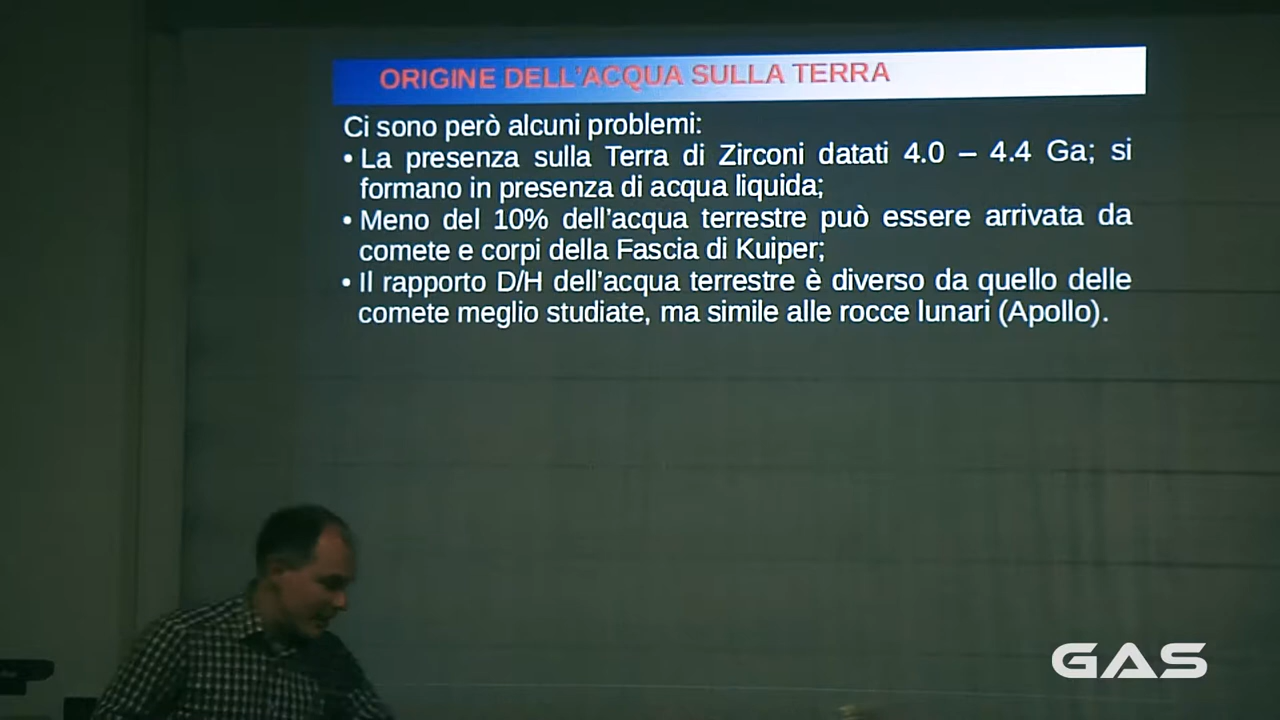 ORIGINE DELL'ACQUA SULLA TERRA
Ci sono però alcuni problemi:
• La presenza sulla Terra di Zirconi datati 4.0 – 4.4 Ga; si
formano in presenza di acqua liquida;
• Meno del 10% dell'acqua terrestre può essere arrivata da
comete e corpi della Fascia di Kuiper;
• Il rapporto D/H dell'acqua terrestre è diverso da quello delle
comete meglio studiate, ma simile alle rocce lunari (Apollo).
GAS